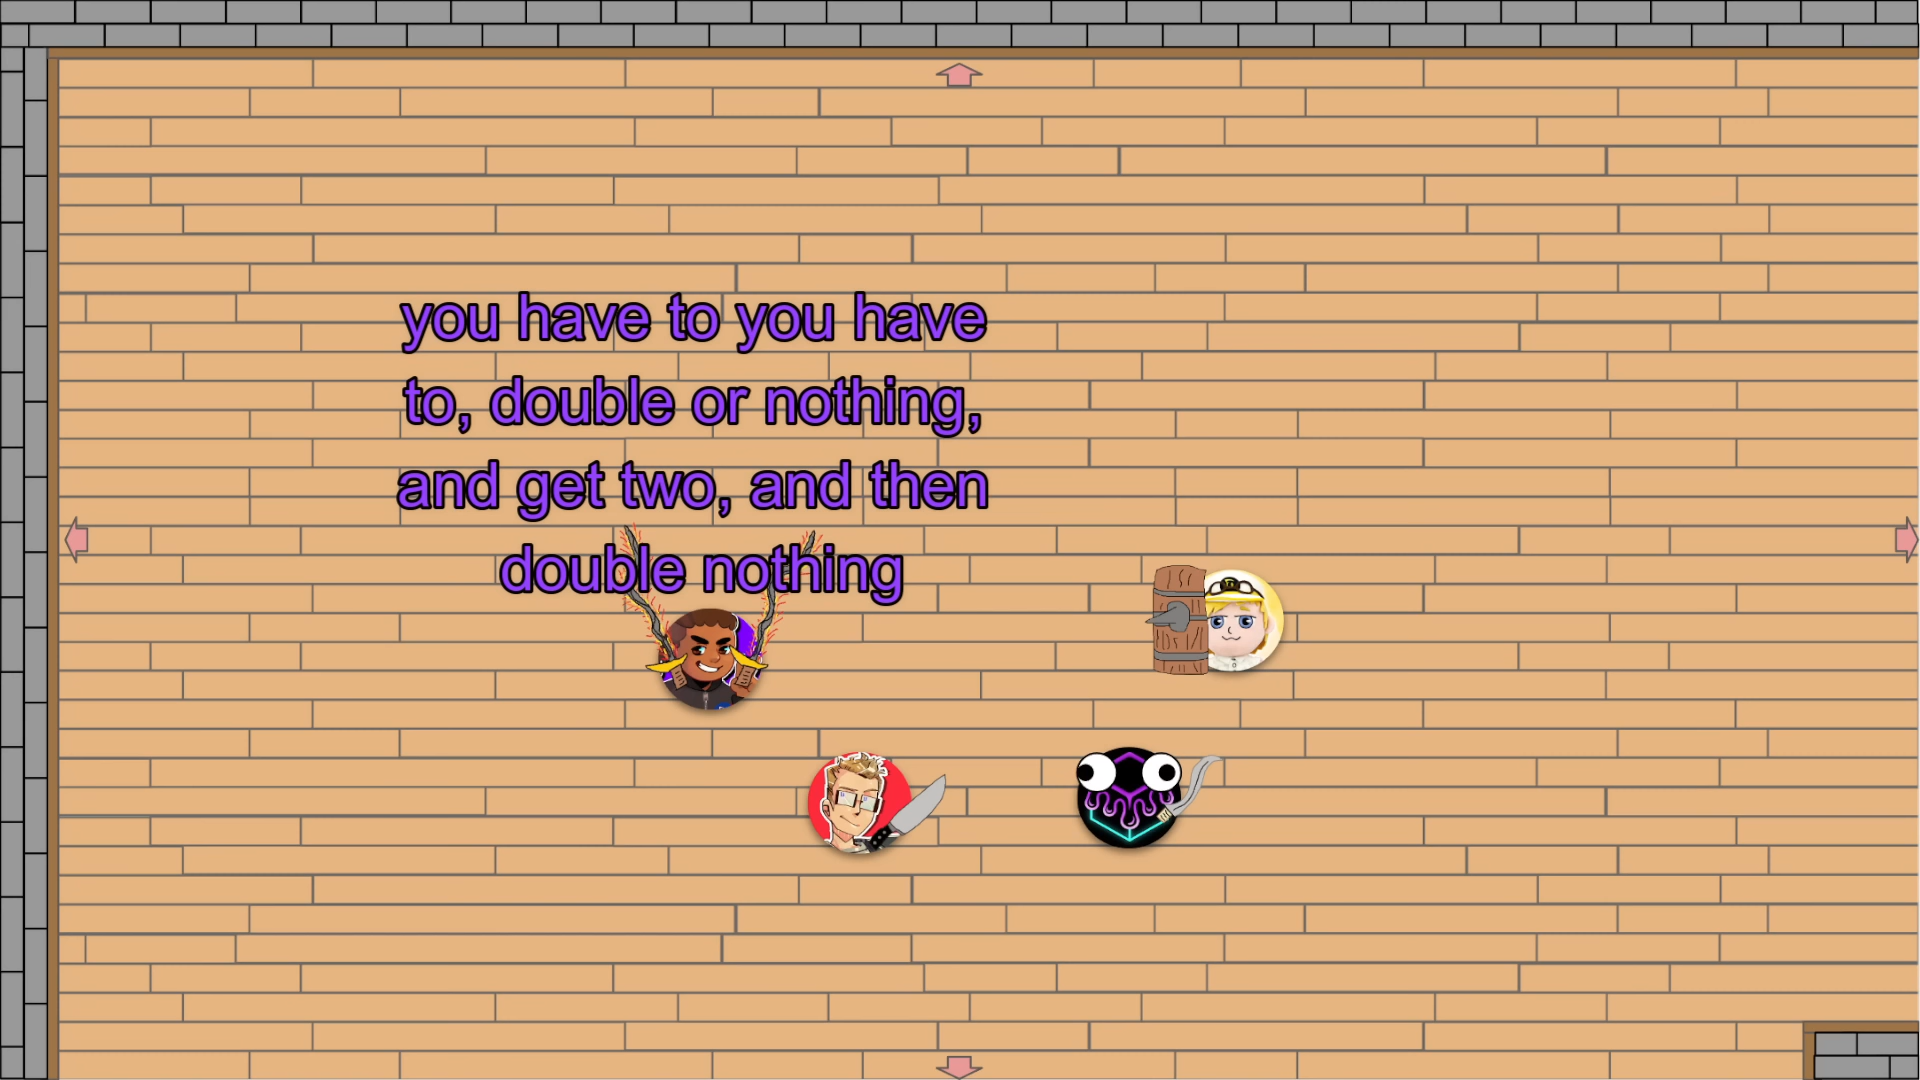 you have to you have
to, double or nothing,
and get two, and then
double nothing